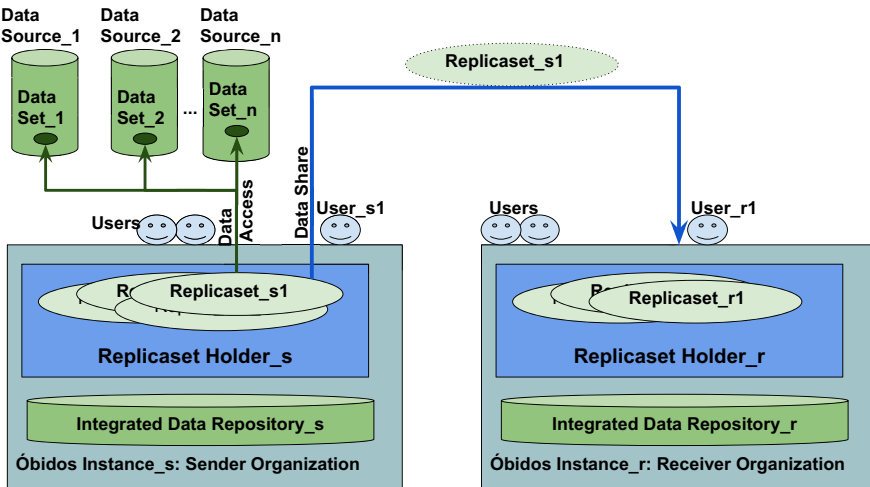 Data Source_1
Data Source_2
Data Source_n
Replicaset_s1
Data Set_1
Data Set_2
...
Data Set_n
Data Access
Data Share
Users
User_s1
Users
User_r1
Replicaset_s1
Replicaset_r1
Replicaset Holder_s
Replicaset Holder_r
Integrated Data Repository_s
Integrated Data Repository_r
Óbidos Instance_s: Sender Organization
Óbidos Instance_r: Receiver Organization